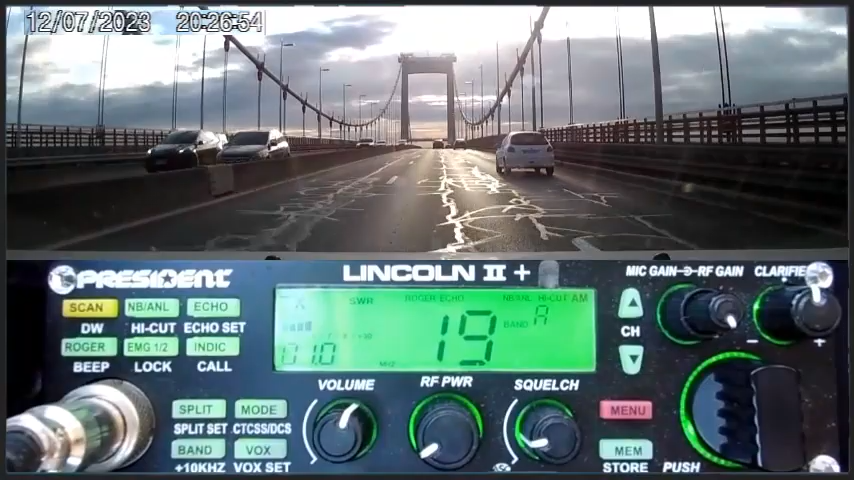 12/07/2023 20:26:54
PRESIDENT LINCOLN II + MIC GAIN RF GAIN CLARIFIE
SCAN NB/ANL ECHO
DW HI-CUT ECHO SET
ROGER EMG 1/2 INDIC
BEEP LOCK CALL
SWR ROGER ECHO NB/ANL HI-CUT AM
19 BAND A
MHZ
CH
VOLUME RF PWR SQUELCH
SPLIT MODE
SPLIT SET CTCSS/DCS
BAND VOX
+10KHZ VOX SET
MENU
MEM
STORE PUSH
- +